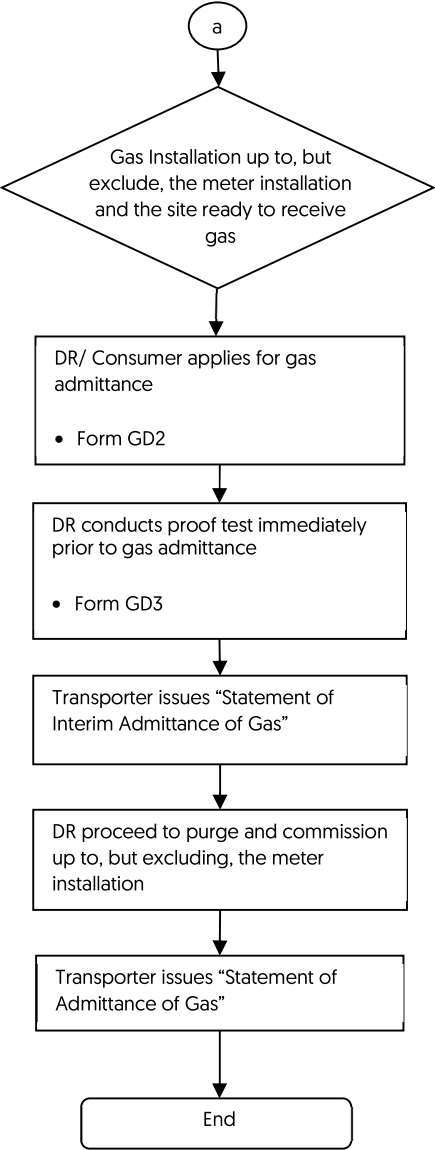 a
Gas Installation up to, but
exclude, the meter installation
and the site ready to receive
gas
DR/ Consumer applies for gas
admittance
• Form GD2
DR conducts proof test immediately
prior to gas admittance
• Form GD3
Transporter issues “Statement of
Interim Admittance of Gas”
DR proceed to purge and commission
up to, but excluding, the meter
installation
Transporter issues “Statement of
Admittance of Gas”
End